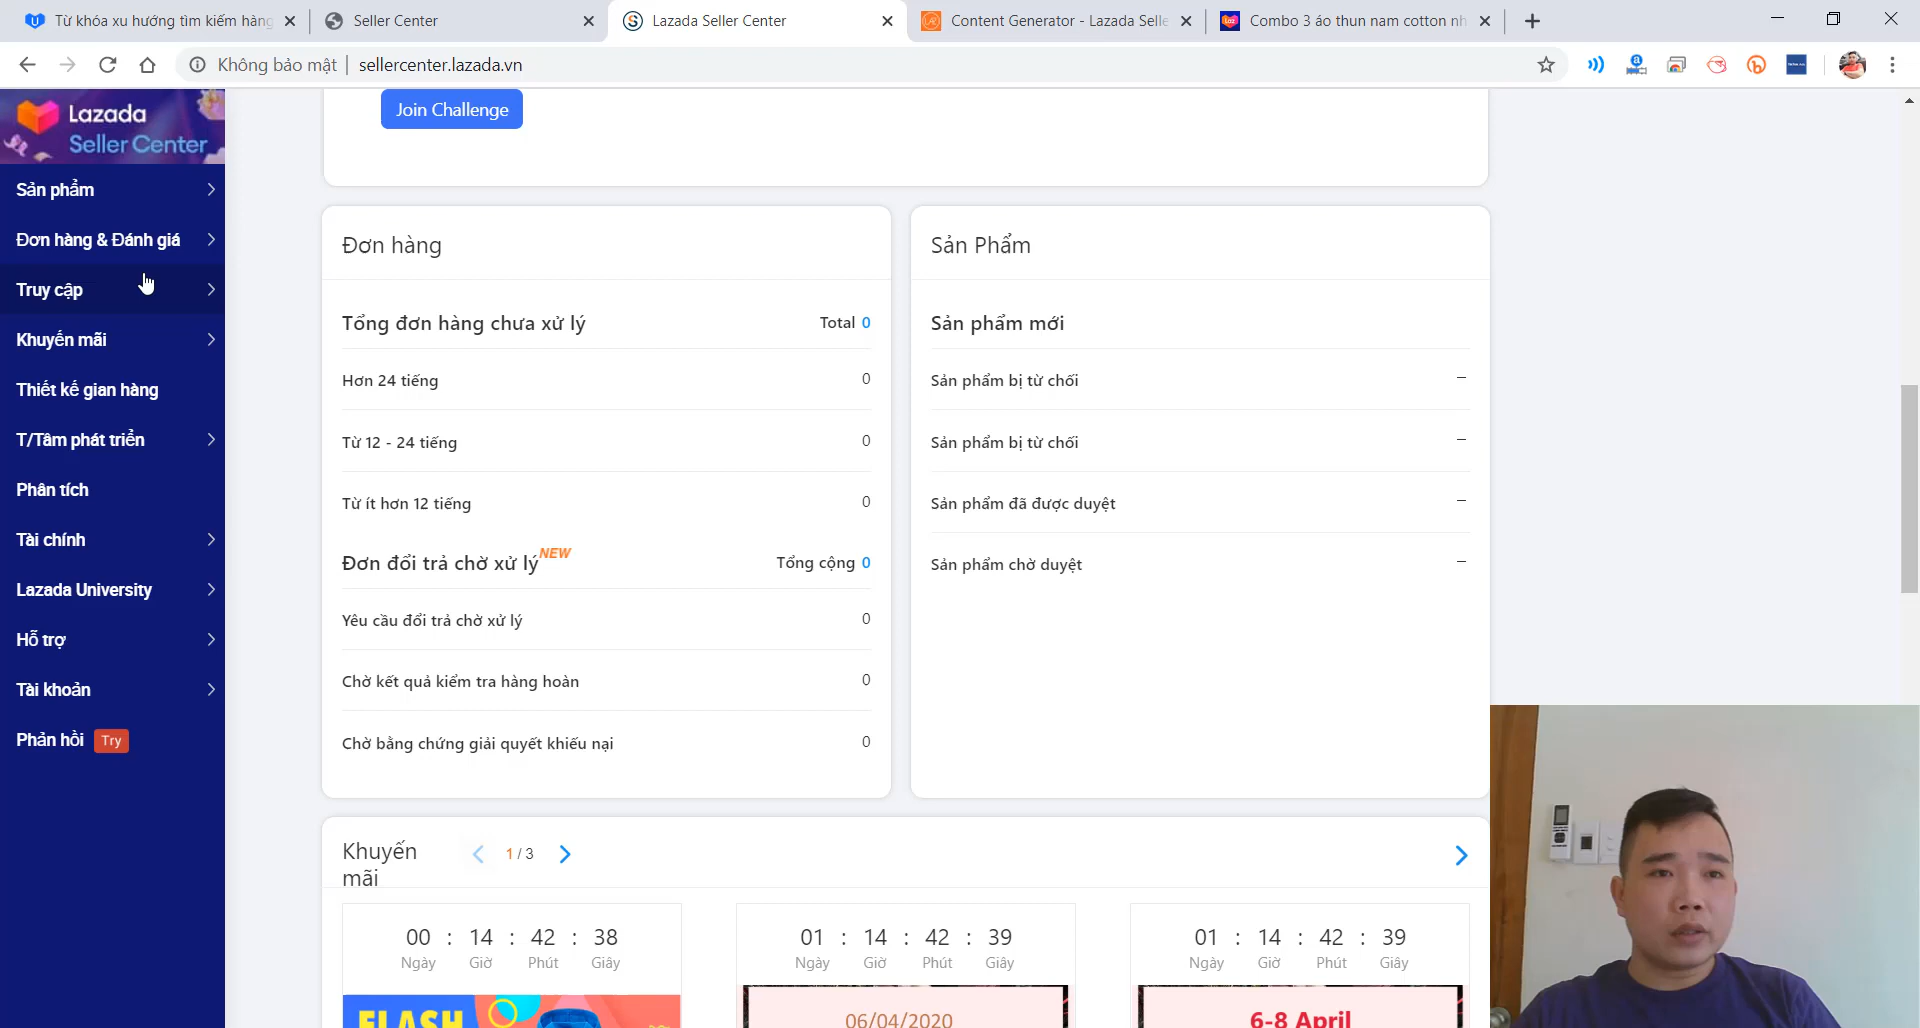 Từ khóa xu hướng tìm kiếm hàng
Seller Center
Lazada Seller Center
Content Generator - Lazada Selle
Combo 3 áo thun nam cotton nh
Không bảo mật
sellercenter.lazada.vn
Lazada
Seller Center
Sản phẩm
Đơn hàng & Đánh giá
Truy cập
Khuyến mãi
Thiết kế gian hàng
T/Tâm phát triển
Phân tích
Tài chính
Lazada University
Hỗ trợ
Tài khoản
Phản hồi Try
Join Challenge
Đơn hàng
Tổng đơn hàng chưa xử lý Total 0
Hơn 24 tiếng 0
Từ 12 - 24 tiếng 0
Từ ít hơn 12 tiếng 0
Đơn đổi trả chờ xử lý NEW Tổng cộng 0
Yêu cầu đổi trả chờ xử lý 0
Chờ kết quả kiểm tra hàng hoàn 0
Chờ bằng chứng giải quyết khiếu nại 0
Sản Phẩm
Sản phẩm mới
Sản phẩm bị từ chối –
Sản phẩm bị từ chối –
Sản phẩm đã được duyệt –
Sản phẩm chờ duyệt –
Khuyến
mãi
1 / 3
00 : 14 : 42 : 38
Ngày Giờ Phút Giây
FLASH
01 : 14 : 42 : 39
Ngày Giờ Phút Giây
06/04/2020
01 : 14 : 42 : 39
Ngày Giờ Phút Giây
6-8 April